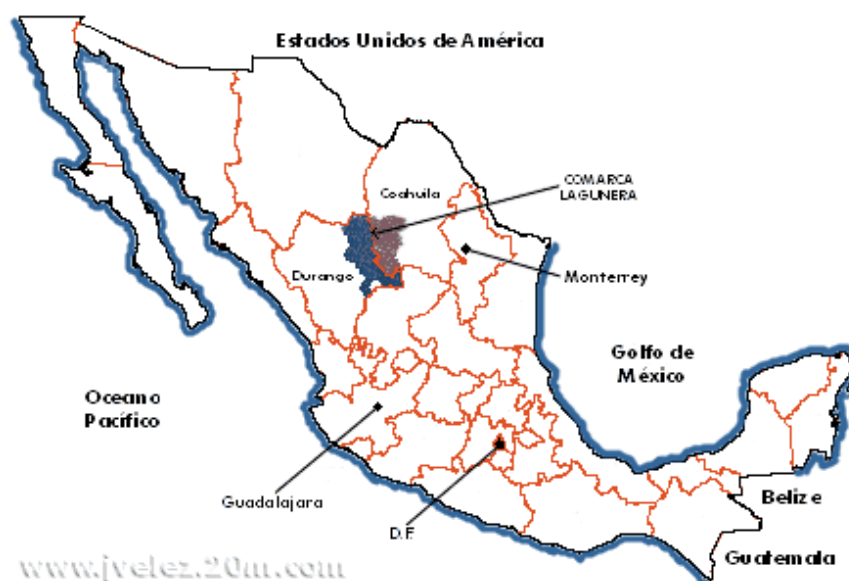 Estados Unidos de América
COMARCA
LAGUNERA
Coahuila
Durango
Monterrey
Golfo de
México
Oceano
Pacífico
Guadalajara
D.F.
Belize
Guatemala
www.jvelez.20m.com